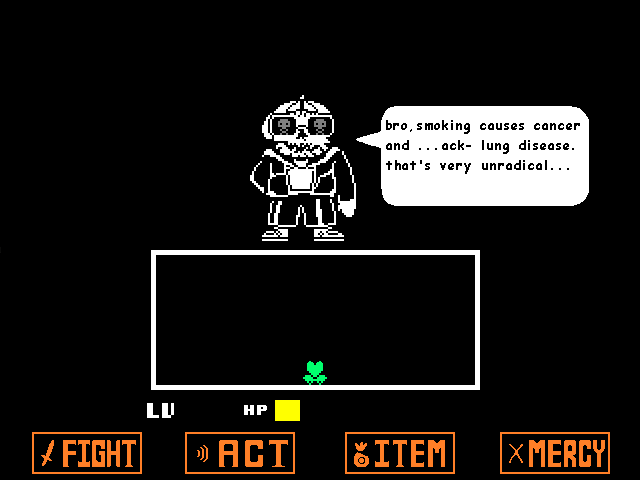 bro,smoking causes cancer
and ...ack- lung disease.
that's very unradical...
LV HP
FIGHT ACT ITEM MERCY